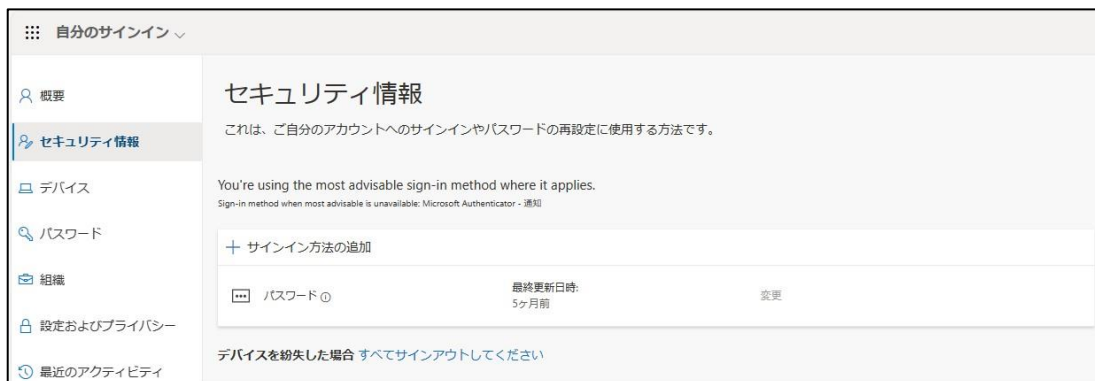 自分のサインイン
概要
セキュリティ情報
デバイス
パスワード
組織
設定およびプライバシー
最近のアクティビティ
セキュリティ情報
これは、ご自分のアカウントへのサインインやパスワードの再設定に使用する方法です。
You're using the most advisable sign-in method where it applies.
Sign-in method when most advisable is unavailable: Microsoft Authenticator - 通知
+ サインイン方法の追加
パスワード
最終更新日時:
5ヶ月前
変更
デバイスを紛失した場合 すべてサインアウトしてください